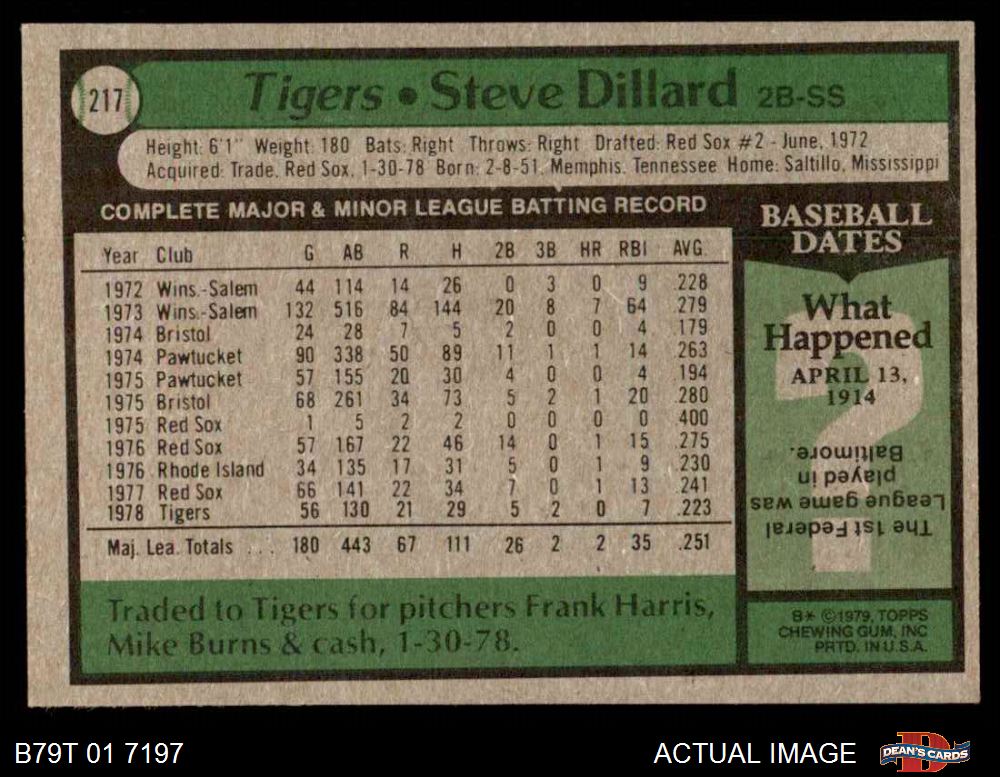 217
Tigers • Steve Dillard 2B-SS
Height: 6'1" Weight: 180 Bats: Right Throws: Right Drafted: Red Sox #2 - June, 1972
Acquired: Trade, Red Sox, 1-30-78 Born: 2-8-51, Memphis, Tennessee Home: Saltillo, Mississippi
COMPLETE MAJOR & MINOR LEAGUE BATTING RECORD
Year Club G AB R H 2B 3B HR RBI AVG.
1972 Wins.-Salem 44 114 14 26 0 3 0 9 .228
1973 Wins.-Salem 132 516 84 144 20 8 7 64 .279
1974 Bristol 24 28 7 5 2 0 0 4 .179
1974 Pawtucket 90 338 50 89 11 1 1 14 .263
1975 Pawtucket 57 155 20 30 4 0 0 4 .194
1975 Bristol 68 261 34 73 5 2 1 20 .280
1975 Red Sox 1 5 2 2 0 0 0 0 .400
1976 Red Sox 57 167 22 46 14 0 1 15 .275
1976 Rhode Island 34 135 17 31 5 0 1 9 .230
1977 Red Sox 66 141 22 34 7 0 1 13 .241
1978 Tigers 56 130 21 29 5 2 0 7 .223
Maj. Lea. Totals ... 180 443 67 111 26 2 2 35 .251
Traded to Tigers for pitchers Frank Harris,
Mike Burns & cash, 1-30-78.
BASEBALL
DATES
What
Happened
APRIL 13,
1914
?
The 1st Federal
League game was
played in
Baltimore.
B* ©1979, TOPPS
CHEWING GUM, INC
PRTD. IN U.S.A.
B79T 01 7197
ACTUAL IMAGE
D
DEAN'S CARDS